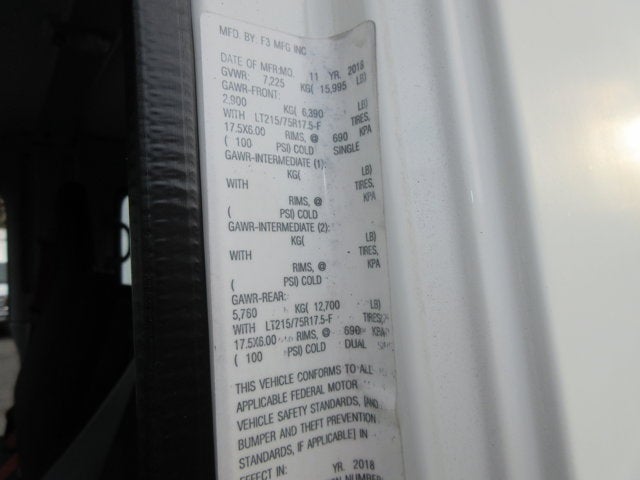 MFD. BY: F3 MFG INC
DATE OF MFR:MO. 11 YR. 2018
GVWR: 7,225 KG( 15,995 LB)
GAWR-FRONT:
2,900 KG( 6,390 LB)
WITH LT215/75R17.5-F TIRES,
17.5X6.00 RIMS, @ 690 KPA
( 100 PSI) COLD SINGLE
GAWR-INTERMEDIATE (1):
KG( LB)
WITH TIRES,
RIMS, @ KPA
( PSI) COLD
GAWR-INTERMEDIATE (2):
KG( LB)
WITH TIRES,
RIMS, @ KPA
( PSI) COLD
GAWR-REAR:
5,760 KG( 12,700 LB)
WITH LT215/75R17.5-F TIRES,
17.5X6.00 RIMS, @ 690 KPA
( 100 PSI) COLD DUAL
THIS VEHICLE CONFORMS TO ALL
APPLICABLE FEDERAL MOTOR
VEHICLE SAFETY STANDARDS, [AND
BUMPER AND THEFT PREVENTION
STANDARDS, IF APPLICABLE] IN
EFFECT IN: YR. 2018